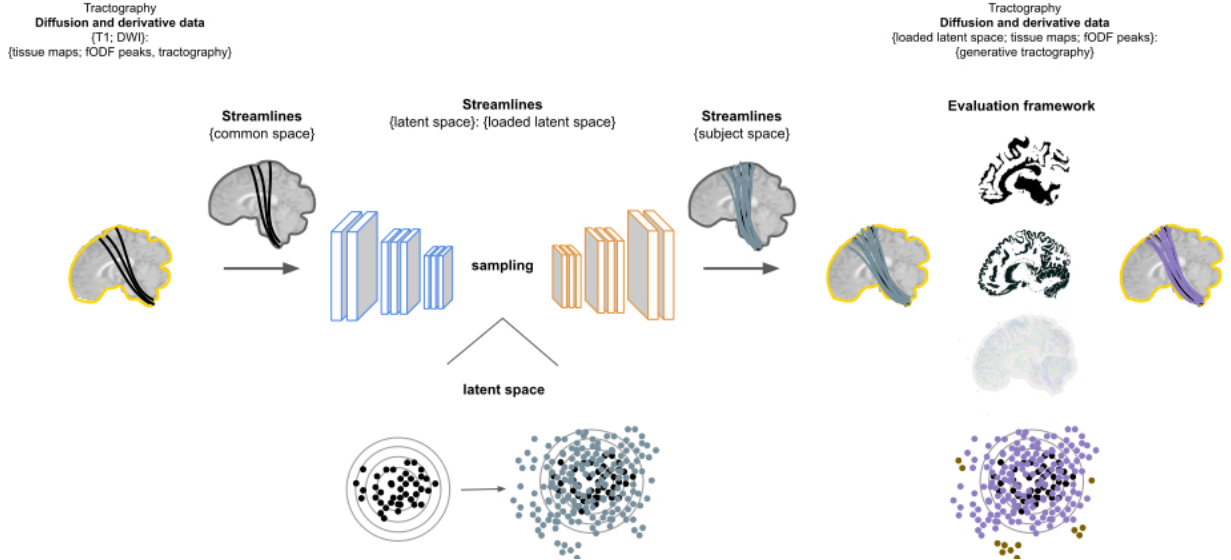 Tractography
Diffusion and derivative data
{T1; DWI}:
{tissue maps; fODF peaks, tractography}
Streamlines
{common space}
Streamlines
{latent space}: {loaded latent space}
Streamlines
{subject space}
Tractography
Diffusion and derivative data
{loaded latent space; tissue maps; fODF peaks}:
{generative tractography}
Evaluation framework
sampling
latent space